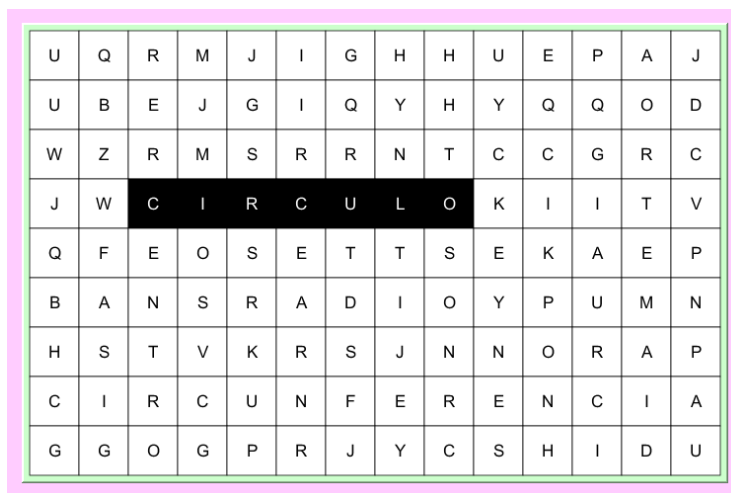 U Q R M J I G H H U E P A J
U B E J G I Q Y H Y Q Q O D
W Z R M S R R N T C C G R C
J W C I R C U L O K I I T V
Q F E O S E T T S E K A E P
B A N S R A D I O Y P U M N
H S T V K R S J N N O R A P
C I R C U N F E R E N C I A
G G O G P R J Y C S H I D U